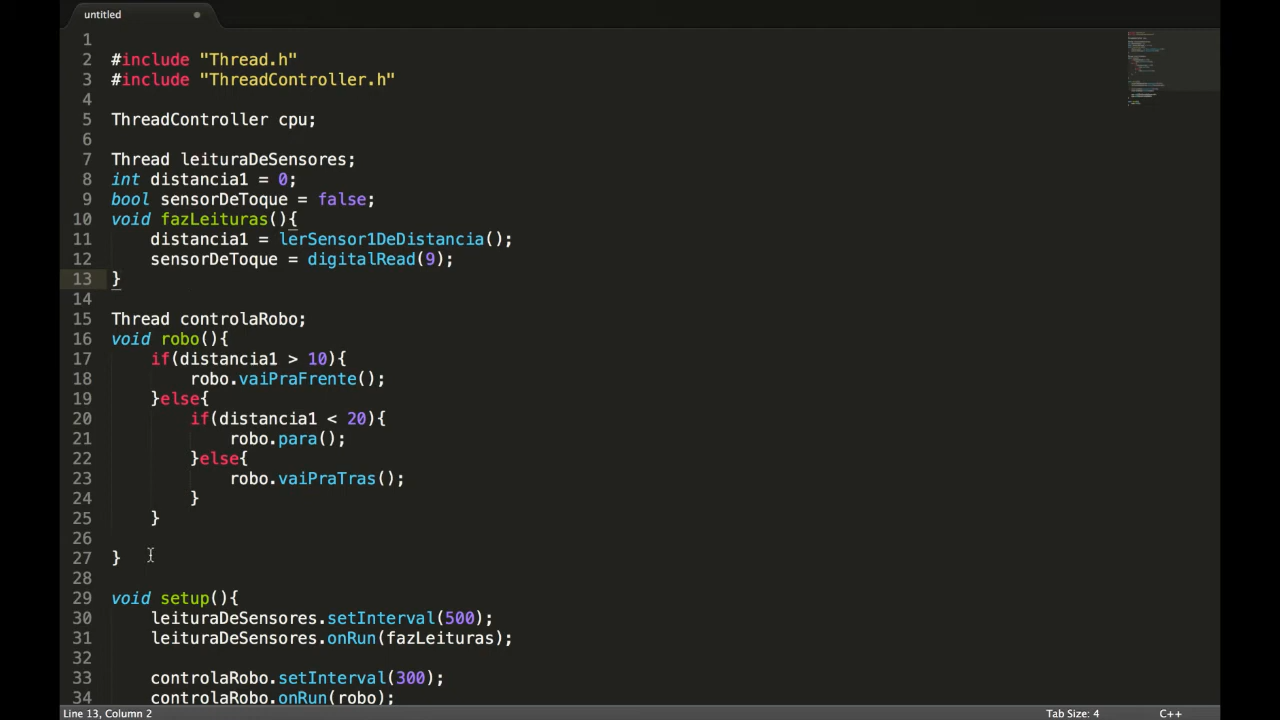 untitled
1
2 #include "Thread.h"
3 #include "ThreadController.h"
4
5 ThreadController cpu;
6
7 Thread leituraDeSensores;
8 int distancia1 = 0;
9 bool sensorDeToque = false;
10 void fazLeituras(){
11 distancia1 = lerSensor1DeDistancia();
12 sensorDeToque = digitalRead(9);
13 }
14
15 Thread controlaRobo;
16 void robo(){
17 if(distancia1 > 10){
18 robo.vaiPraFrente();
19 }else{
20 if(distancia1 < 20){
21 robo.para();
22 }else{
23 robo.vaiPraTras();
24 }
25 }
26
27 }
28
29 void setup(){
30 leituraDeSensores.setInterval(500);
31 leituraDeSensores.onRun(fazLeituras);
32
33 controlaRobo.setInterval(300);
34 controlaRobo.onRun(robo);
Line 13, Column 2 Tab Size: 4 C++